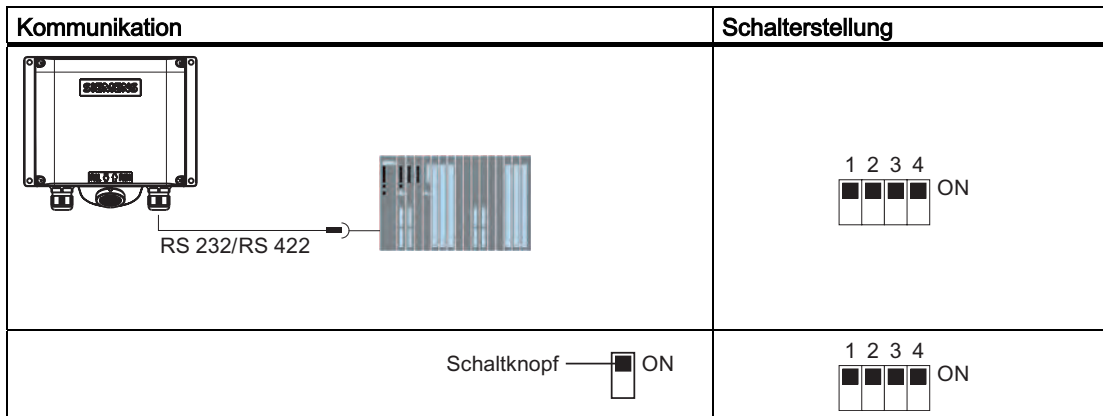 Kommunikation
Schalterstellung
SIEMENS
RS 232/RS 422
1 2 3 4
ON
Schaltknopf
ON
1 2 3 4
ON